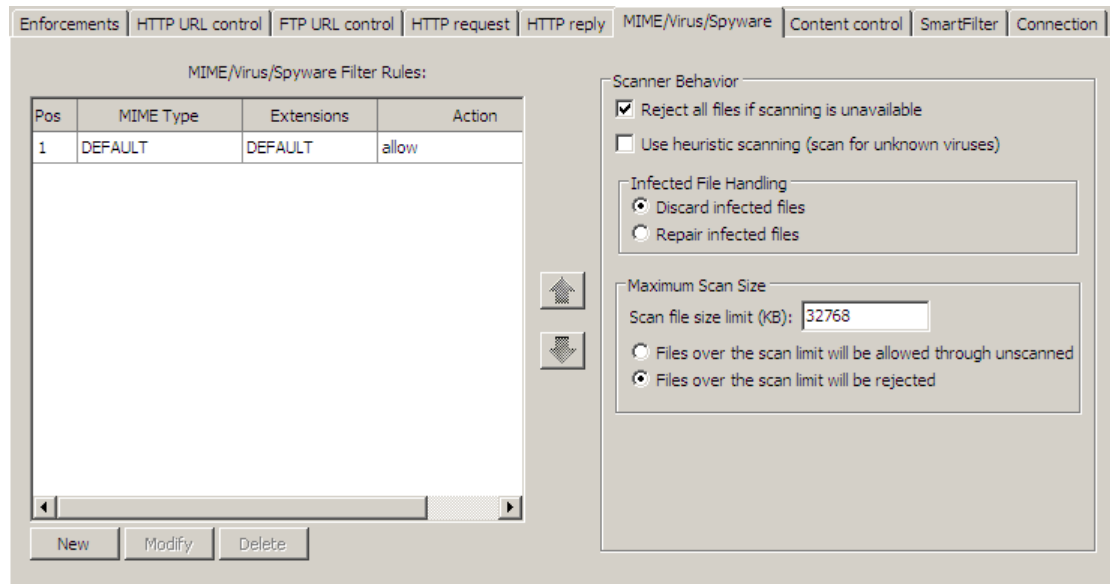 Enforcements HTTP URL control FTP URL control HTTP request HTTP reply MIME/Virus/Spyware Content control SmartFilter Connection
MIME/Virus/Spyware Filter Rules:
Pos MIME Type Extensions Action
1 DEFAULT DEFAULT allow
New Modify Delete
Scanner Behavior
Reject all files if scanning is unavailable
Use heuristic scanning (scan for unknown viruses)
Infected File Handling
Discard infected files
Repair infected files
Maximum Scan Size
Scan file size limit (KB): 32768
Files over the scan limit will be allowed through unscanned
Files over the scan limit will be rejected